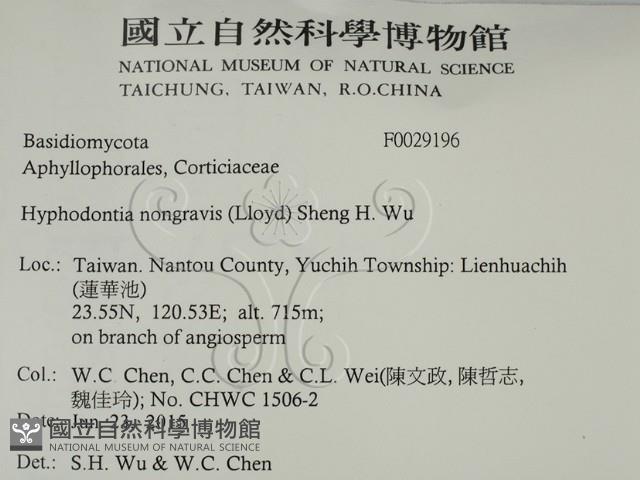 國立自然科學博物館
NATIONAL MUSEUM OF NATURAL SCIENCE
TAICHUNG, TAIWAN, R.O.CHINA
Basidiomycota F0029196
Aphyllophorales, Corticiaceae
Hyphodontia nongravis (Lloyd) Sheng H. Wu
Loc.: Taiwan. Nantou County, Yuchih Township: Lienhuachih
(蓮華池)
23.55N, 120.53E; alt. 715m;
on branch of angiosperm
Col.: W.C. Chen, C.C. Chen & C.L. Wei(陳文政, 陳哲志,
魏佳玲); No. CHWC 1506-2
Date: Jun 23, 2015
國立自然科學博物館
NATIONAL MUSEUM OF NATURAL SCIENCE
Det.: S.H. Wu & W.C. Chen